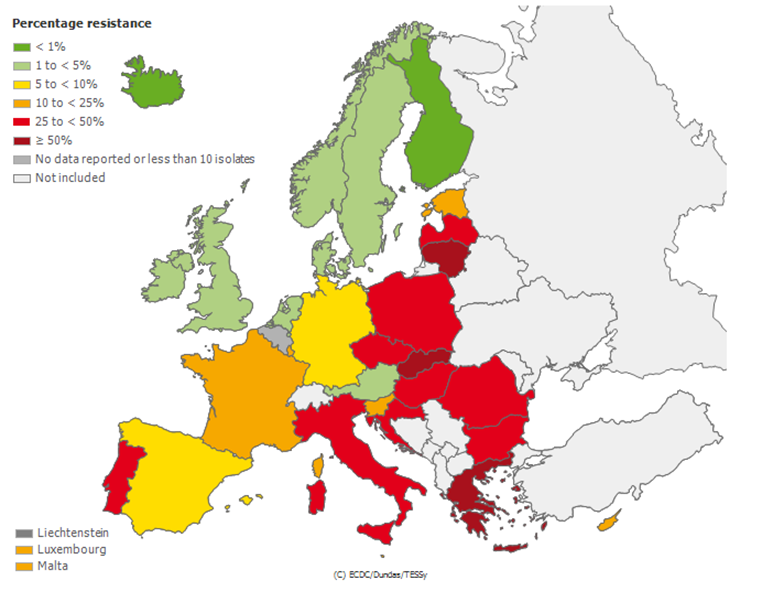 Percentage resistance
< 1%
1 to < 5%
5 to < 10%
10 to < 25%
25 to < 50%
≥ 50%
No data reported or less than 10 isolates
Not included
Liechtenstein
Luxembourg
Malta
(C) ECDC/Dundas/TESSy